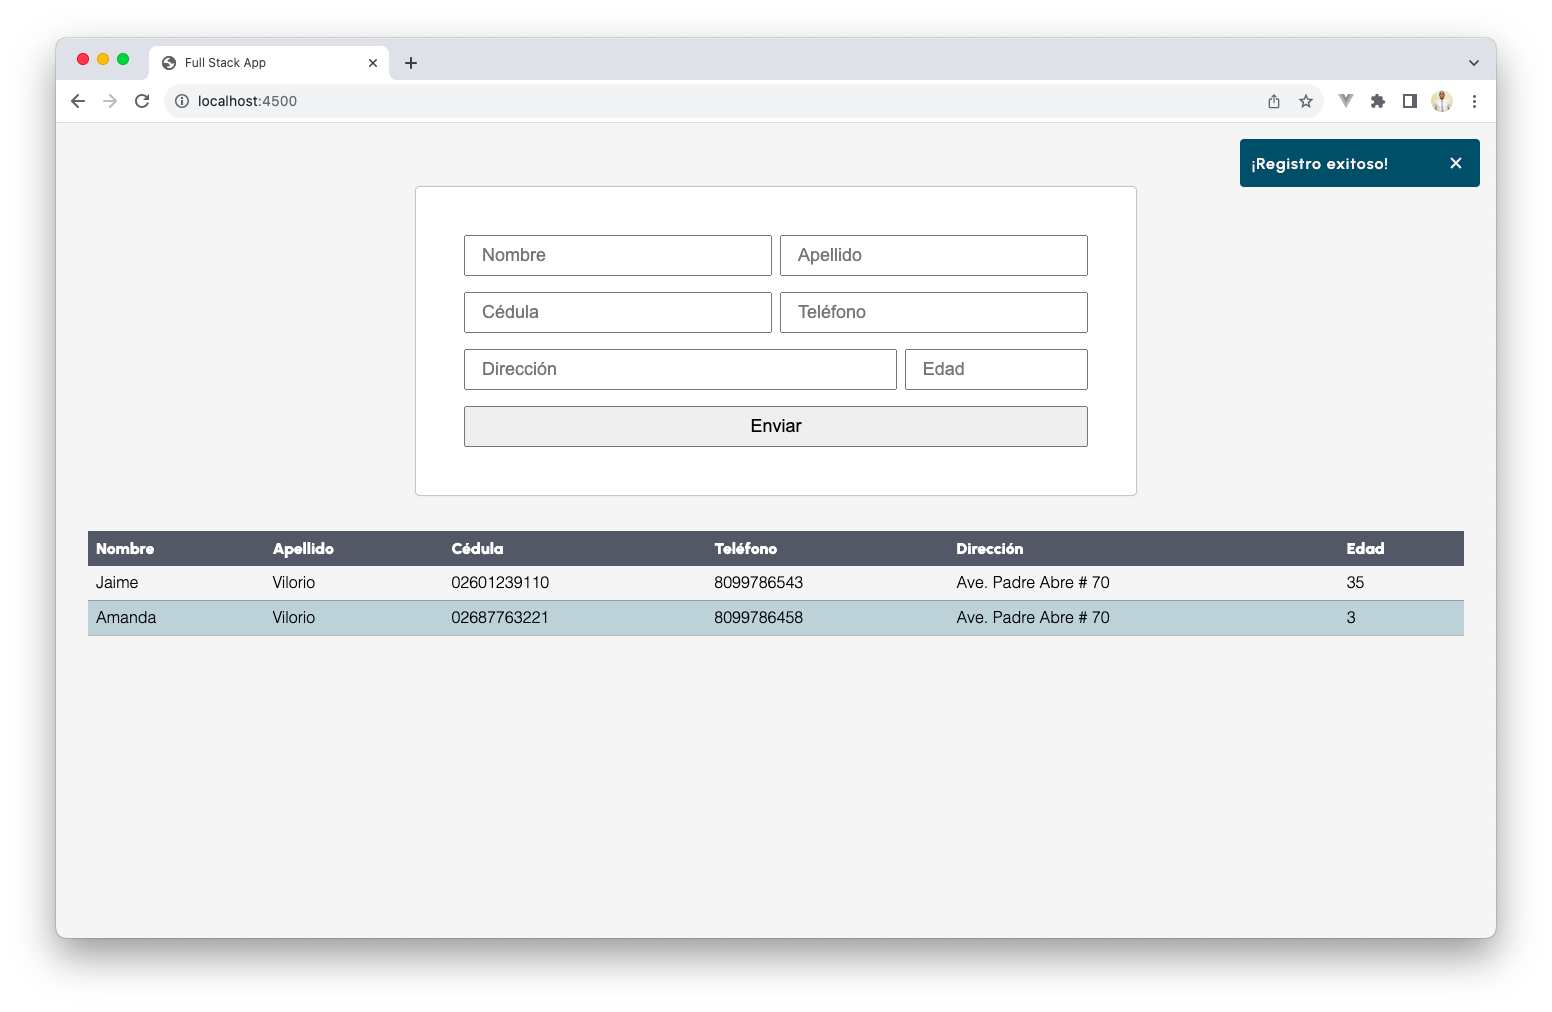 Full Stack App
localhost:4500
¡Registro exitoso!
Nombre Apellido
Cédula Teléfono
Dirección Edad
Enviar
Nombre Apellido Cédula Teléfono Dirección Edad
Jaime Vilorio 02601239110 8099786543 Ave. Padre Abre # 70 35
Amanda Vilorio 02687763221 8099786458 Ave. Padre Abre # 70 3